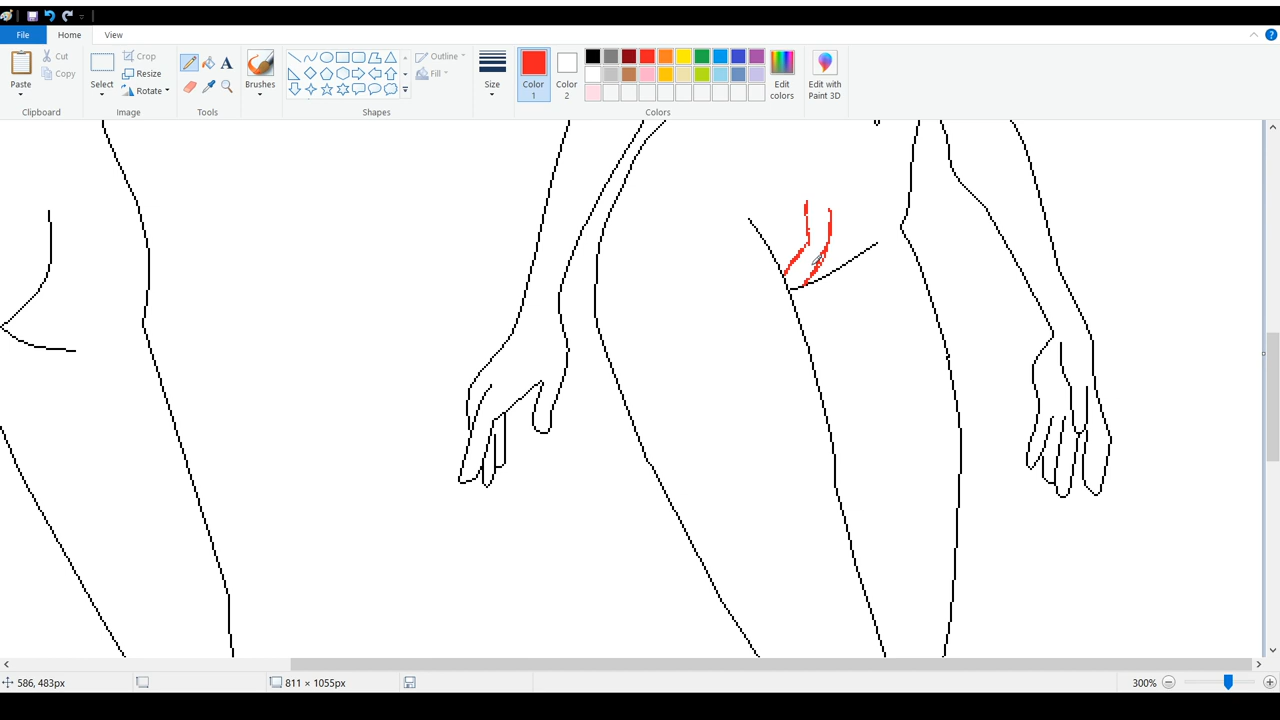 File Home View
Paste Cut Copy Clipboard
Select Crop Resize Rotate Image
Tools
Brushes
Outline Fill Shapes
Size
Color 1 Color 2 Edit colors Colors
Edit with Paint 3D
586, 483px 811 × 1055px 300%